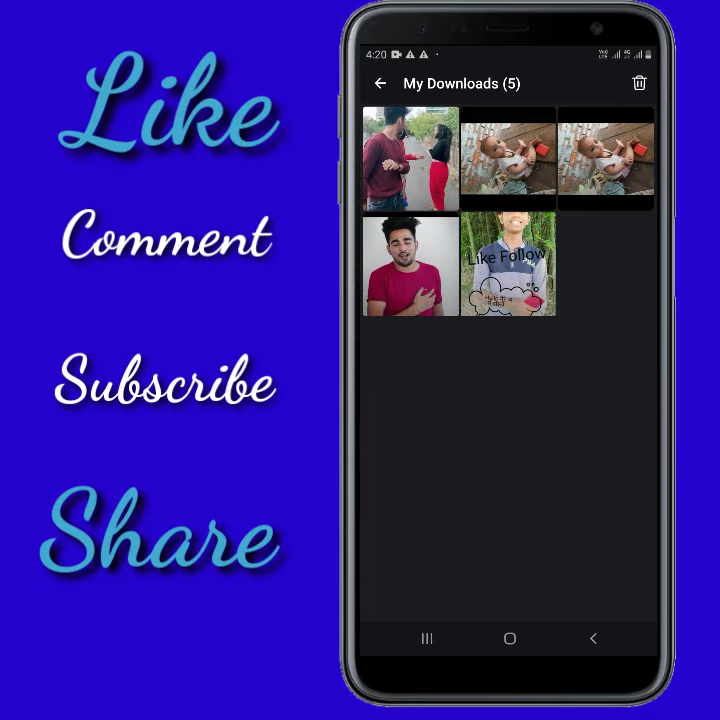 Like
Comment
Subscribe
Share
4:20
My Downloads (5)
Like Follow